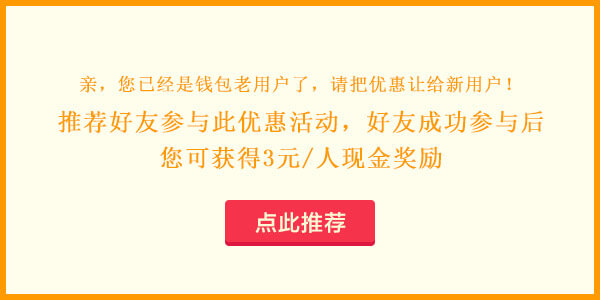 亲，您已经是钱包老用户了，请把优惠让给新用户！
推荐好友参与此优惠活动，好友成功参与后
您可获得3元/人现金奖励
点此推荐